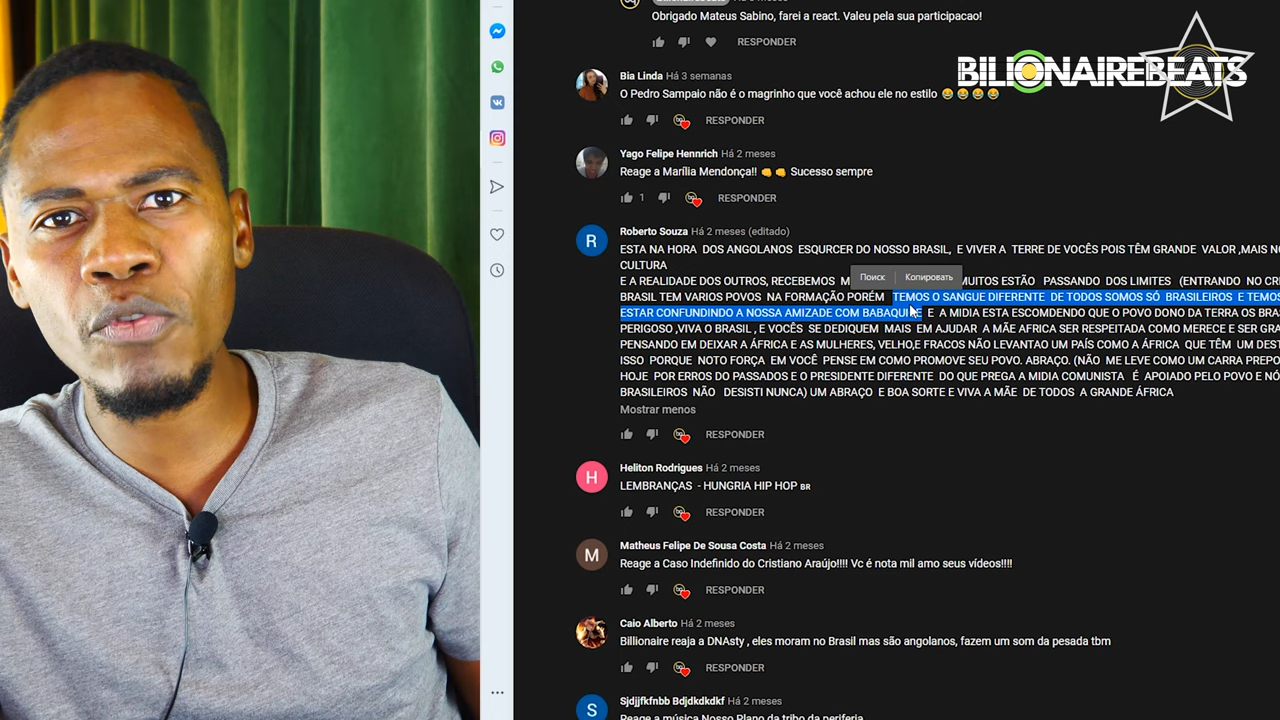 Obrigado Mateus Sabino, farei a react. Valeu pela sua participacao!
RESPONDER
BILIONAIREBEATS
Bia Linda Há 3 semanas
O Pedro Sampaio não é o magrinho que você achou ele no estilo 😂 😂 😂 😂
RESPONDER
Yago Felipe Hennrich Há 2 meses
Reage a Marília Mendonça!! 👊 👊 Sucesso sempre
1 RESPONDER
R
Roberto Souza Há 2 meses (editado)
ESTA NA HORA DOS ANGOLANOS ESQURCER DO NOSSO BRASIL, E VIVER A TERRE DE VOCÊS POIS TÊM GRANDE VALOR ,MAIS N
CULTURA
Поиск Копировать
E A REALIDADE DOS OUTROS, RECEBEMOS M MUITOS ESTÃO PASSANDO DOS LIMITES (ENTRANDO NO CR
BRASIL TEM VARIOS POVOS NA FORMAÇÃO PORÉM TEMOS O SANGUE DIFERENTE DE TODOS SOMOS SÓ BRASILEIROS E TEMOS
ESTAR CONFUNDINDO A NOSSA AMIZADE COM BABAQUI E E A MIDIA ESTA ESCOMDENDO QUE O POVO DONO DA TERRA OS BRA
PERIGOSO ,VIVA O BRASIL , E VOCÊS SE DEDIQUEM MAIS EM AJUDAR A MÃE AFRICA SER RESPEITADA COMO MERECE E SER GRA
PENSANDO EM DEIXAR A ÁFRICA E AS MULHERES, VELHO,E FRACOS NÃO LEVANTAO UM PAÍS COMO A ÁFRICA QUE TÊM UM DEST
ISSO PORQUE NOTO FORÇA EM VOCÊ PENSE EM COMO PROMOVE SEU POVO. ABRAÇO. (NÃO ME LEVE COMO UM CARRA PREPO
HOJE POR ERROS DO PASSADOS E O PRESIDENTE DIFERENTE DO QUE PREGA A MIDIA COMUNISTA É APOIADO PELO POVO E NÓ
BRASILEIROS NÃO DESISTI NUNCA) UM ABRAÇO E BOA SORTE E VIVA A MÃE DE TODOS A GRANDE ÁFRICA
Mostrar menos
RESPONDER
H
Heliton Rodrigues Há 2 meses
LEMBRANÇAS - HUNGRIA HIP HOP BR
RESPONDER
M
Matheus Felipe De Sousa Costa Há 2 meses
Reage a Caso Indefinido do Cristiano Araújo!!!! Vc é nota mil amo seus vídeos!!!!
RESPONDER
Caio Alberto Há 2 meses
Billionaire reaja a DNAsty , eles moram no Brasil mas são angolanos, fazem um som da pesada tbm
RESPONDER
S
Sjdjjfkfnbb Bdjdkdkdkf Há 2 meses
Reage a música Nosso Plano da tribo da periferia